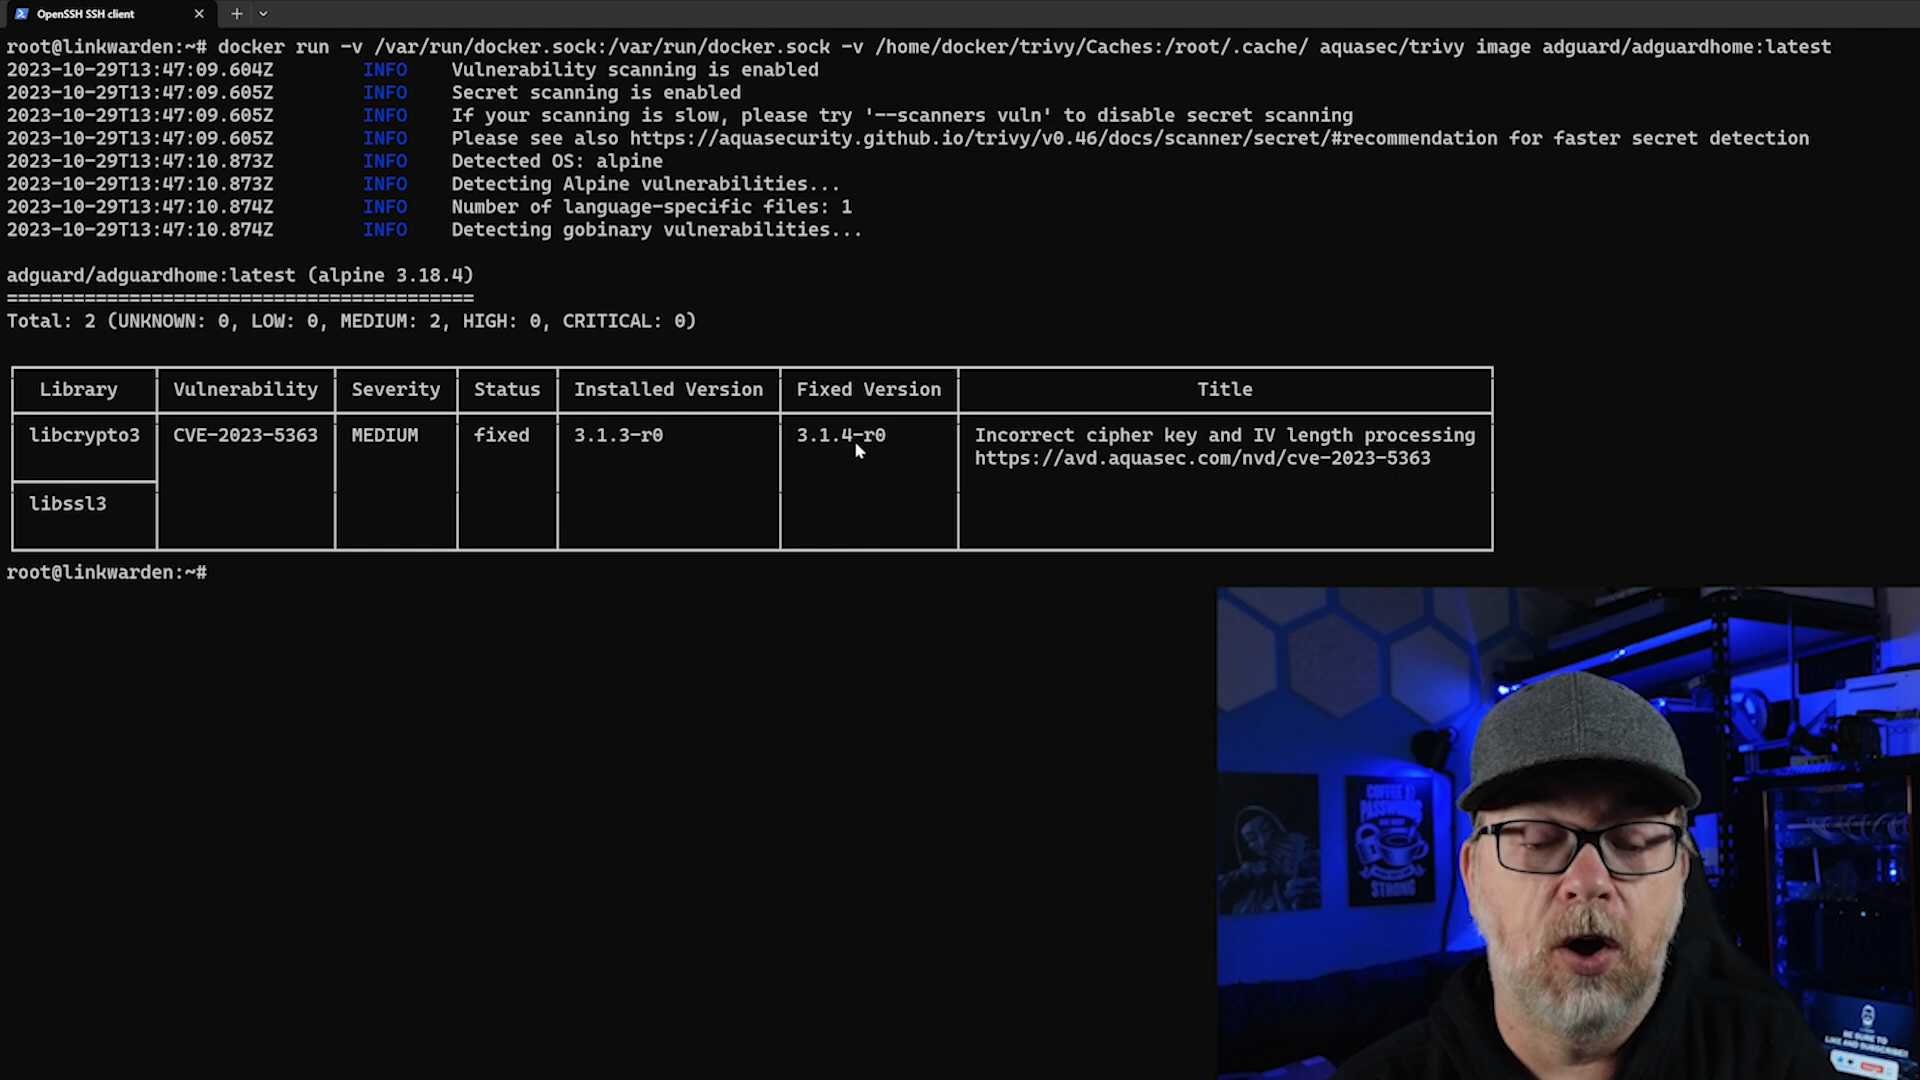 OpenSSH SSH client
root@linkwarden:~# docker run -v /var/run/docker.sock:/var/run/docker.sock -v /home/docker/trivy/Caches:/root/.cache/ aquasec/trivy image adguard/adguardhome:latest
2023-10-29T13:47:09.604Z INFO Vulnerability scanning is enabled
2023-10-29T13:47:09.605Z INFO Secret scanning is enabled
2023-10-29T13:47:09.605Z INFO If your scanning is slow, please try '--scanners vuln' to disable secret scanning
2023-10-29T13:47:09.605Z INFO Please see also https://aquasecurity.github.io/trivy/v0.46/docs/scanner/secret/#recommendation for faster secret detection
2023-10-29T13:47:10.873Z INFO Detected OS: alpine
2023-10-29T13:47:10.873Z INFO Detecting Alpine vulnerabilities...
2023-10-29T13:47:10.874Z INFO Number of language-specific files: 1
2023-10-29T13:47:10.874Z INFO Detecting gobinary vulnerabilities...
adguard/adguardhome:latest (alpine 3.18.4)
==========================================
Total: 2 (UNKNOWN: 0, LOW: 0, MEDIUM: 2, HIGH: 0, CRITICAL: 0)
Library Vulnerability Severity Status Installed Version Fixed Version Title
libcrypto3 CVE-2023-5363 MEDIUM fixed 3.1.3-r0 3.1.4-r0 Incorrect cipher key and IV length processing
https://avd.aquasec.com/nvd/cve-2023-5363
libssl3
root@linkwarden:~#
COFFEE &
PASSWORDS
STRONG
BE SURE TO
LIKE AND SUBSCRIBE!